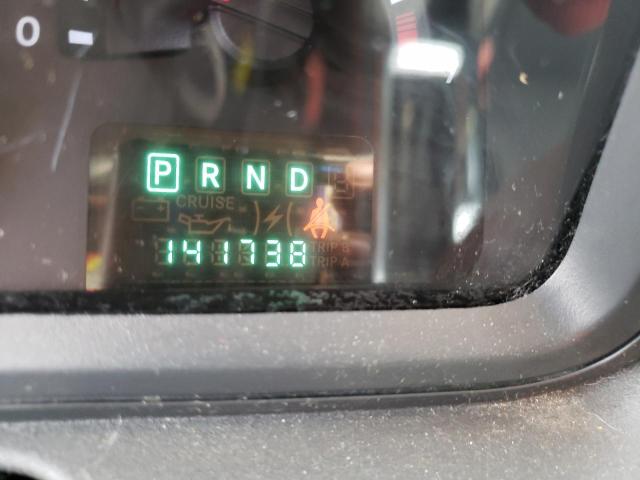 0
P R N D
CRUISE
141738
TRIP B
TRIP A